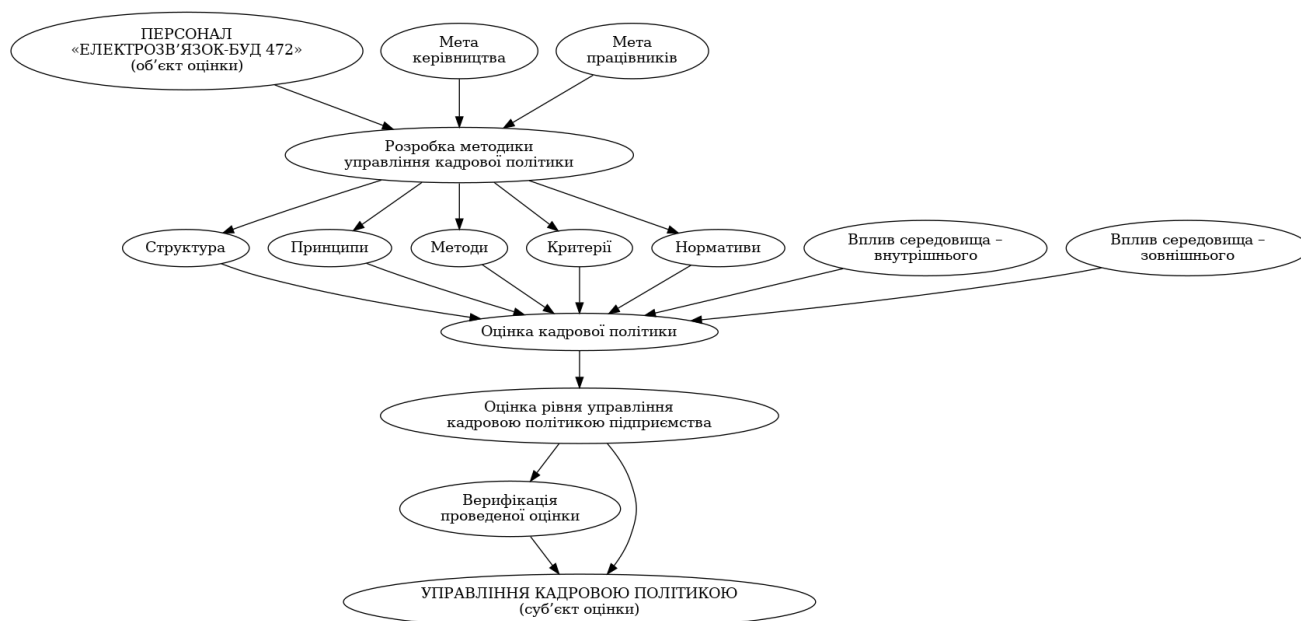 ПЕРСОНАЛ
«ЕЛЕКТРОЗВ’ЯЗОК-БУД 472»
(об’єкт оцінки)
Мета
керівництва
Мета
працівників
Розробка методики
управління кадрової політики
Структура
Принципи
Методи
Критерії
Нормативи
Вплив середовища –
внутрішнього
Вплив середовища –
зовнішнього
Оцінка кадрової політики
Оцінка рівня управління
кадровою політикою підприємства
Верифікація
проведеної оцінки
УПРАВЛІННЯ КАДРОВОЮ ПОЛІТИКОЮ
(суб’єкт оцінки)